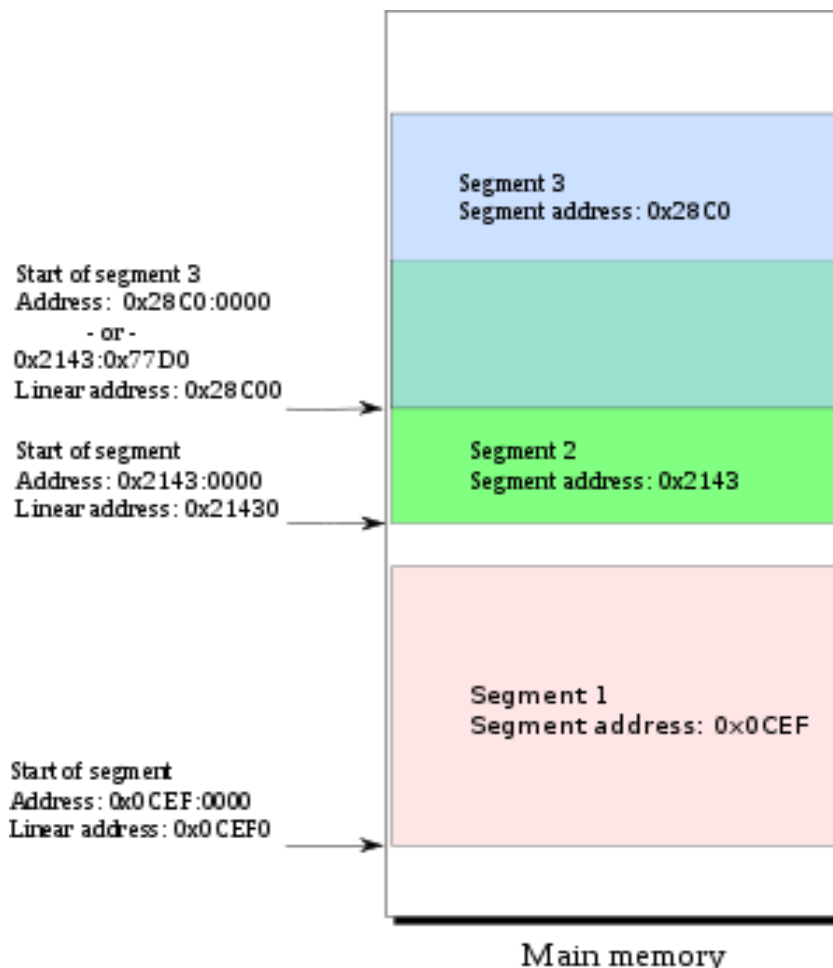 Segment 3
Segment address: 0x28C0
Start of segment 3
Address: 0x28C0:0000
- or -
0x2143:0x77D0
Linear address: 0x28C00
Start of segment
Address: 0x2143:0000
Linear address: 0x21430
Segment 2
Segment address: 0x2143
Segment 1
Segment address: 0x0CEF
Start of segment
Address: 0x0CEF:0000
Linear address: 0x0CEF0
Main memory